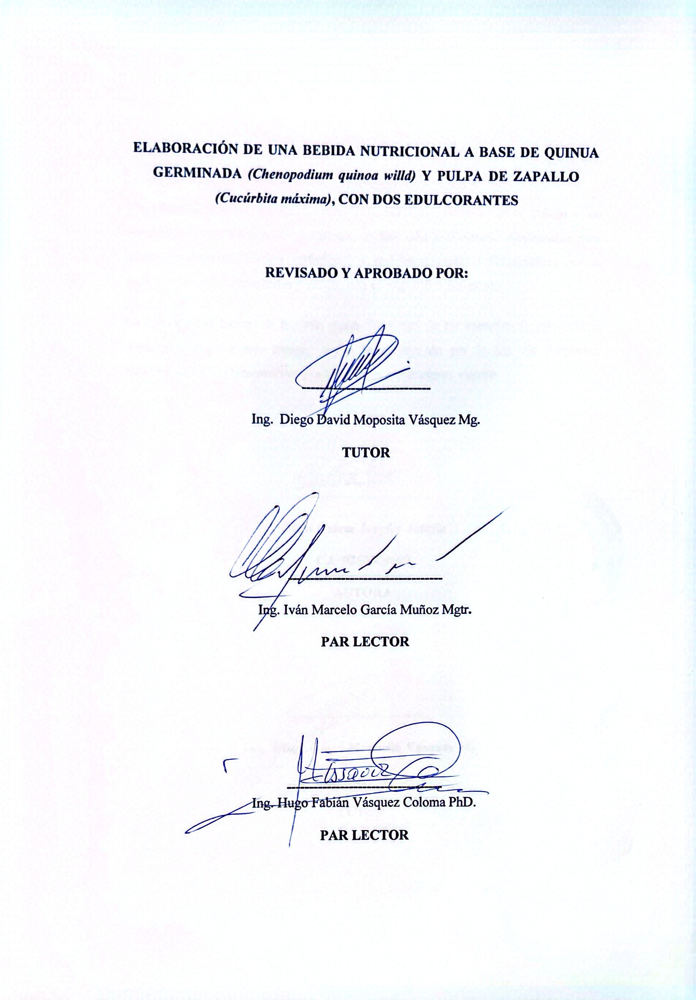 ELABORACIÓN DE UNA BEBIDA NUTRICIONAL A BASE DE QUINUA
GERMINADA (Chenopodium quinoa willd) Y PULPA DE ZAPALLO
(Cucúrbita máxima), CON DOS EDULCORANTES
REVISADO Y APROBADO POR:
Ing. Diego David Moposita Vásquez Mg.
TUTOR
Ing. Iván Marcelo García Muñoz Mgtr.
PAR LECTOR
Ing. Hugo Fabián Vásquez Coloma PhD.
PAR LECTOR